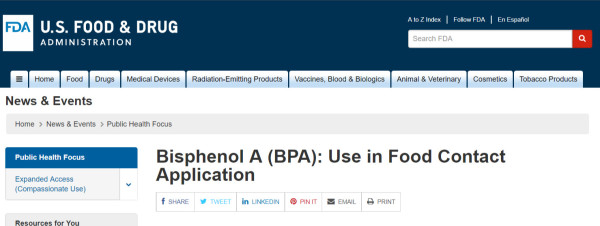 FDA U.S. FOOD & DRUG
ADMINISTRATION
A to Z Index | Follow FDA | En Español
Search FDA
Home Food Drugs Medical Devices Radiation-Emitting Products Vaccines, Blood & Biologics Animal & Veterinary Cosmetics Tobacco Products
News & Events
Home > News & Events > Public Health Focus
Public Health Focus
Expanded Access
(Compassionate Use)
Resources for You
Bisphenol A (BPA): Use in Food Contact
Application
SHARE TWEET LINKEDIN PIN IT EMAIL PRINT